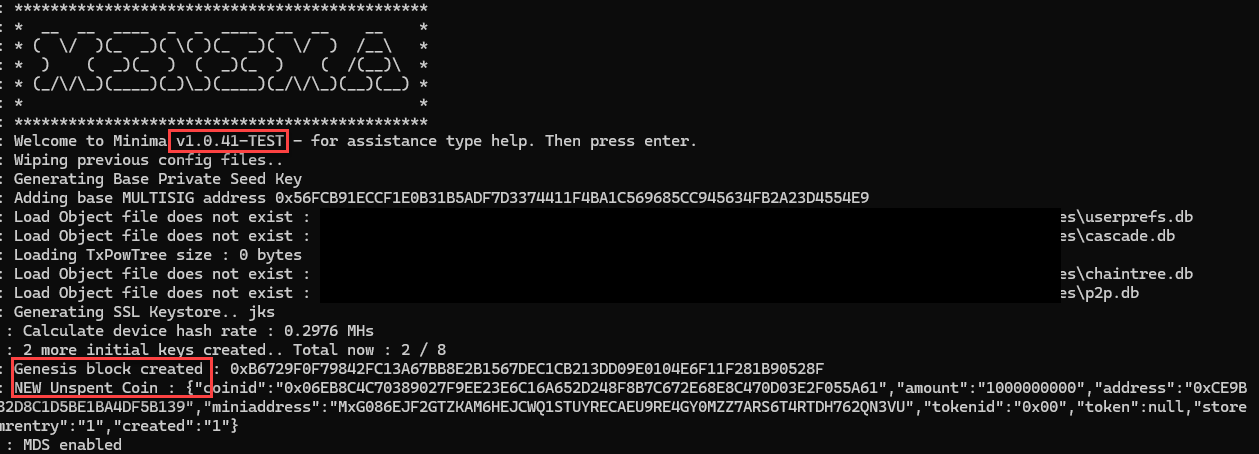 : **********************************************
: *  __  __  ____  _  _  ____  __  __    __    *
: * (  \/  )(_  _)( \( )(_  _)(  \/  )  /__\   *
: *  )    (  _)(_  )  (  _)(_  )    (  /(__)\  *
: * (_/\/\_)(____)(_)\_)(____)(_/\/\_)(__)(__) *
: *                                            *
: **********************************************
: Welcome to Minima v1.0.41-TEST - for assistance type help. Then press enter.
: Wiping previous config files..
: Generating Base Private Seed Key
: Adding base MULTISIG address 0x56FCB91ECCF1E0B31B5ADF7D3374411F4BA1C569685CC945634FB2A23D4554E9
: Load Object file does not exist : es\userprefs.db
: Load Object file does not exist : es\cascade.db
: Loading TxPowTree size : 0 bytes
: Load Object file does not exist : es\chaintree.db
: Load Object file does not exist : es\p2p.db
: Generating SSL Keystore.. jks
: Calculate device hash rate : 0.2976 MHs
: 2 more initial keys created.. Total now : 2 / 8
: Genesis block created : 0xB6729F0F79842FC13A67BB8E2B1567DEC1CB213DD09E0104E6F11F281B90528F
: NEW Unspent Coin : {"coinid":"0x06EB8C4C70389027F9EE23E6C16A652D248F8B7C672E68E8C470D03E2F055A61","amount":"1000000000","address":"0xCE9B
32D8C1D5BE1BA4DF5B139","miniaddress":"MxG086EJF2GTZKAM6HEJCWQ1STUYRECAEU9RE4GY0MZZ7ARS6T4RTDH762QN3VU","tokenid":"0x00","token":null,"store
mrentry":"1","created":"1"}
: MDS enabled